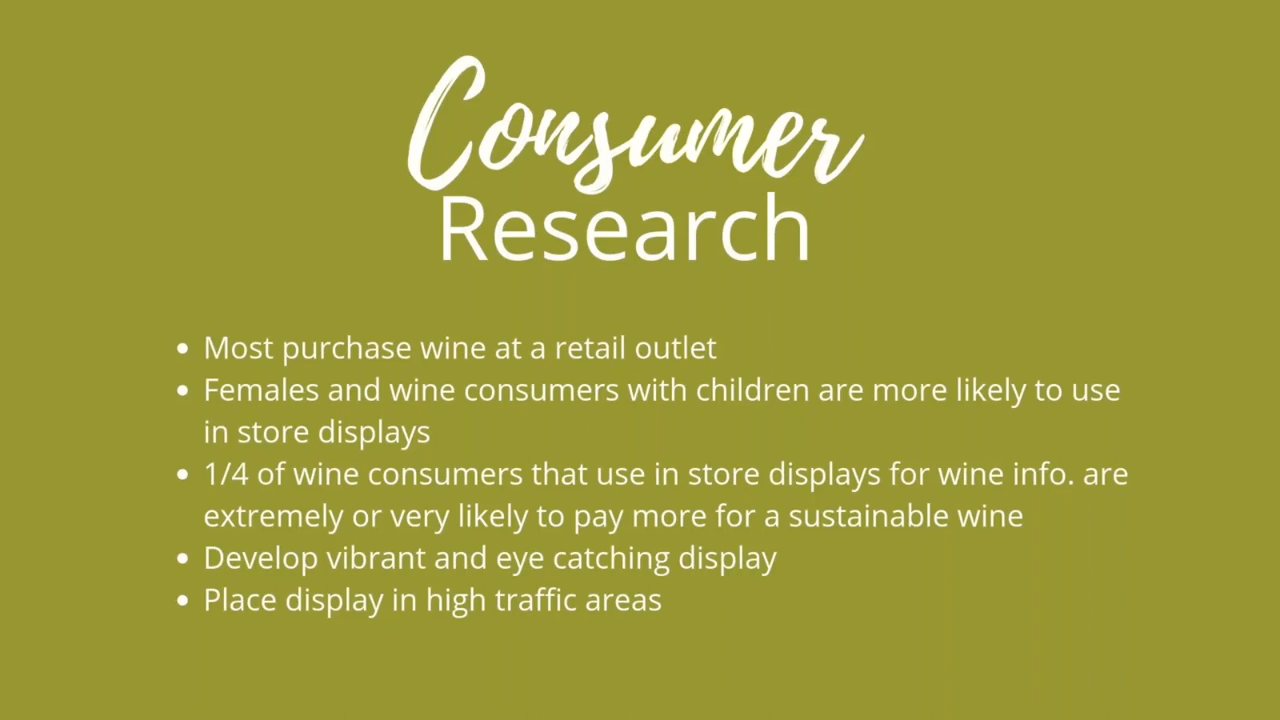 Consumer
Research
• Most purchase wine at a retail outlet
• Females and wine consumers with children are more likely to use
in store displays
• 1/4 of wine consumers that use in store displays for wine info. are
extremely or very likely to pay more for a sustainable wine
• Develop vibrant and eye catching display
• Place display in high traffic areas